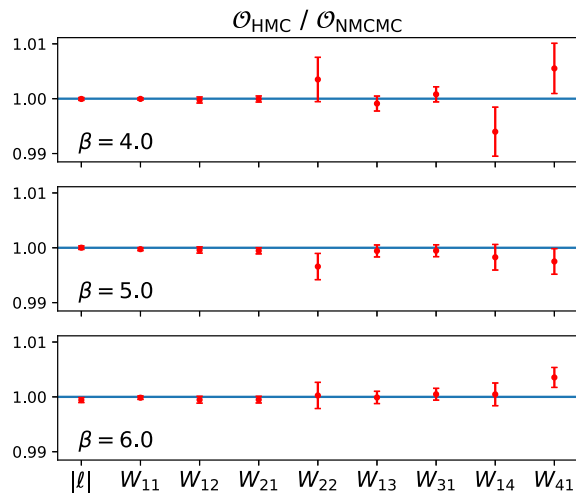 𝒪HMC / 𝒪NMCMC
1.01
1.00
0.99
β = 4.0
1.01
1.00
0.99
β = 5.0
1.01
1.00
0.99
β = 6.0
|ℓ| W₁₁ W₁₂ W₂₁ W₂₂ W₁₃ W₃₁ W₁₄ W₄₁